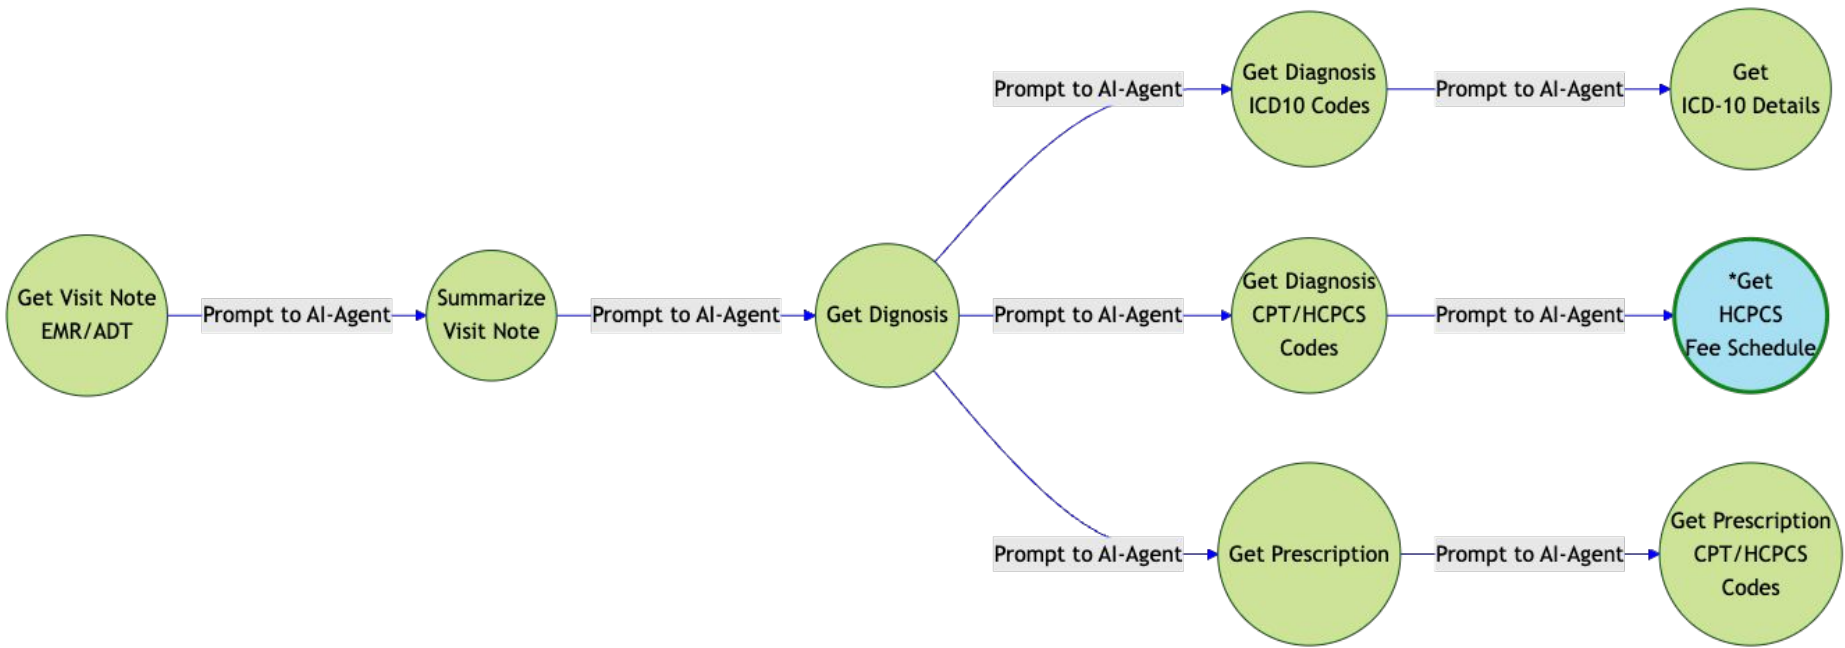 Get Visit Note
EMR/ADT
Prompt to AI-Agent
Summarize
Visit Note
Prompt to AI-Agent
Get Dignosis
Prompt to AI-Agent
Get Diagnosis
ICD10 Codes
Prompt to AI-Agent
Get
ICD-10 Details
Prompt to AI-Agent
Get Diagnosis
CPT/HCPCS
Codes
Prompt to AI-Agent
*Get
HCPCS
Fee Schedule
Prompt to AI-Agent
Get Prescription
Prompt to AI-Agent
Get Prescription
CPT/HCPCS
Codes